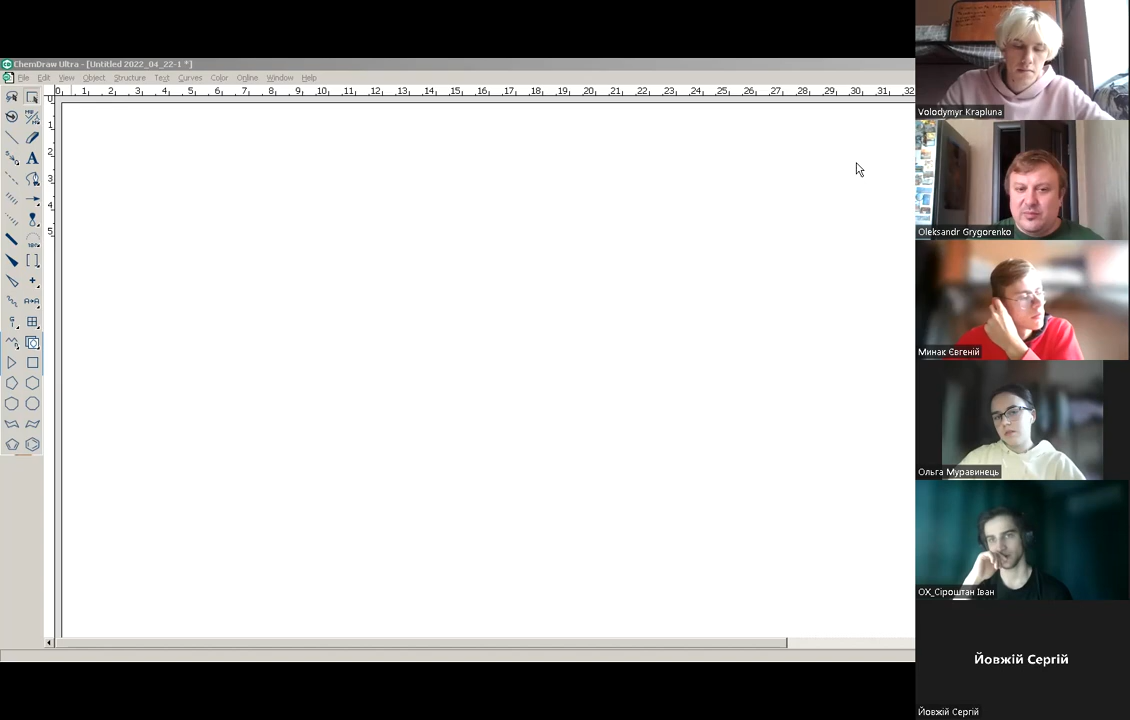 ChemDraw Ultra - [Untitled 2022_04_22-1 *]
File Edit View Object Structure Text Curves Color Online Window Help
0 1 2 3 4 5 6 7 8 9 10 11 12 13 14 15 16 17 18 19 20 21 22 23 24 25 26 27 28 29 30 31 32
0
1
2
3
4
5
A
Volodymyr Krapluna
Oleksandr Grygorenko
Минак Євгеній
Ольга Муравинець
ОХ_Сіроштан Іван
Йовжій Сергій
Йовжій Сергій